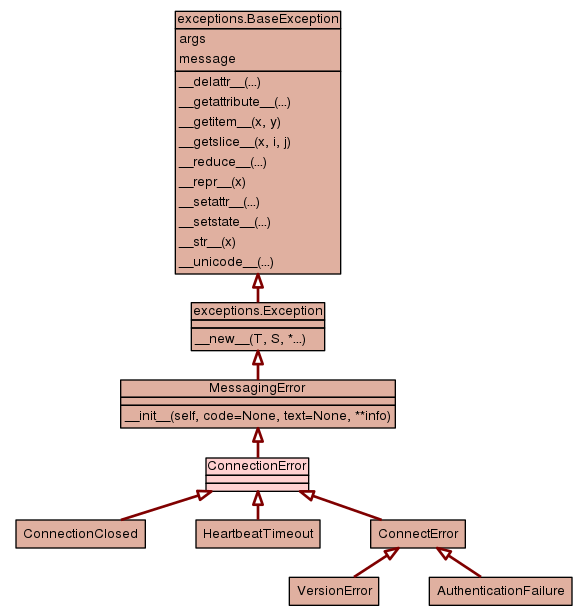 exceptions.BaseException
args
message
__delattr__(...)
__getattribute__(...)
__getitem__(x, y)
__getslice__(x, i, j)
__reduce__(...)
__repr__(x)
__setattr__(...)
__setstate__(...)
__str__(x)
__unicode__(...)
exceptions.Exception
__new__(T, S, *...)
MessagingError
__init__(self, code=None, text=None, **info)
ConnectionError
ConnectionClosed
HeartbeatTimeout
ConnectError
VersionError
AuthenticationFailure